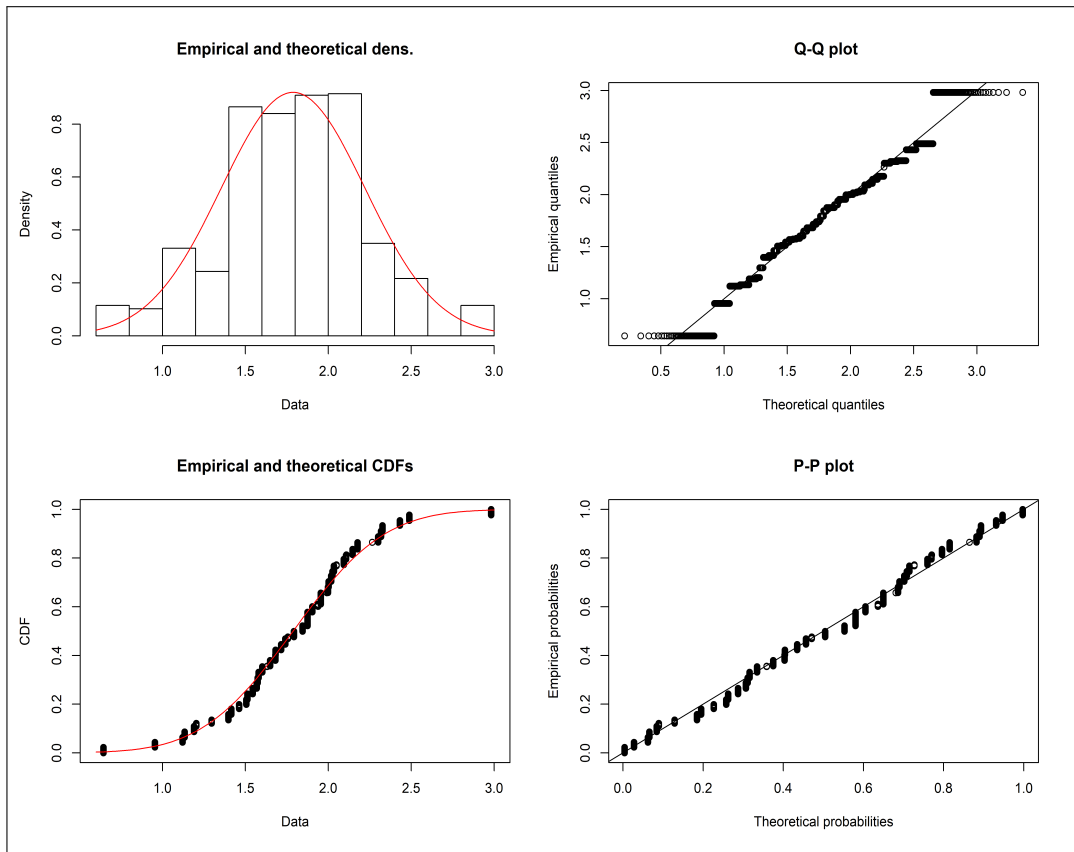 Empirical and theoretical dens.
Density
0.0 0.2 0.4 0.6 0.8
1.0 1.5 2.0 2.5 3.0
Data
Q-Q plot
Empirical quantiles
1.0 1.5 2.0 2.5 3.0
0.5 1.0 1.5 2.0 2.5 3.0
Theoretical quantiles
Empirical and theoretical CDFs
CDF
0.0 0.2 0.4 0.6 0.8 1.0
1.0 1.5 2.0 2.5 3.0
Data
P-P plot
Empirical probabilities
0.0 0.2 0.4 0.6 0.8 1.0
0.0 0.2 0.4 0.6 0.8 1.0
Theoretical probabilities